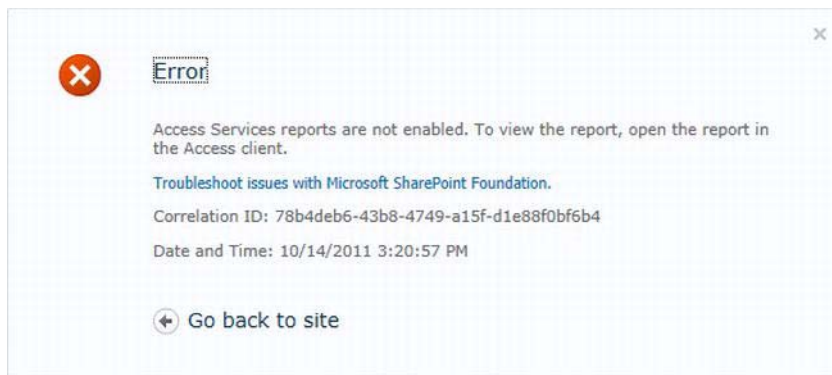 Error
Access Services reports are not enabled. To view the report, open the report in
the Access client.
Troubleshoot issues with Microsoft SharePoint Foundation.
Correlation ID: 78b4deb6-43b8-4749-a15f-d1e88f0bf6b4
Date and Time: 10/14/2011 3:20:57 PM
Go back to site